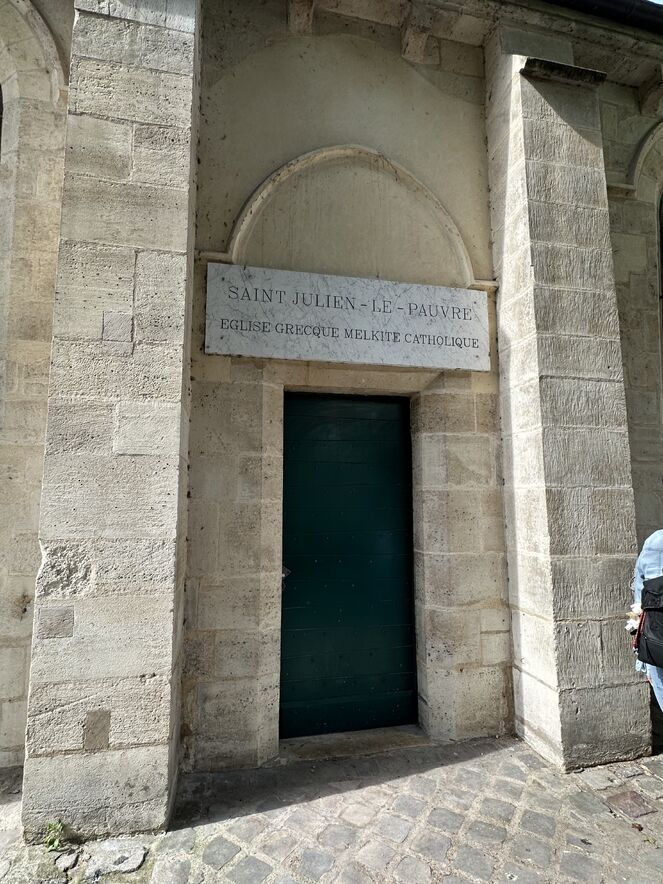 SAINT JULIEN-LE-PAUVRE
EGLISE GRECQUE MELKITE CATHOLIQUE